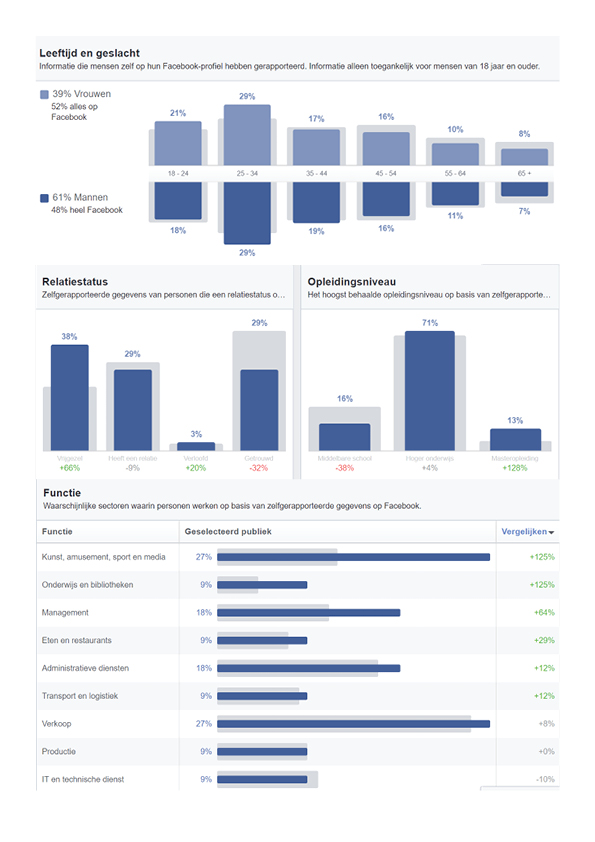 Leeftijd en geslacht
Informatie die mensen zelf op hun Facebook-profiel hebben gerapporteerd. Informatie alleen toegankelijk voor mensen van 18 jaar en ouder.
39% Vrouwen
52% alles op
Facebook
21%
29%
17%
16%
10%
8%
18 - 24
25 - 34
35 - 44
45 - 54
55 - 64
65 +
61% Mannen
48% heel Facebook
18%
29%
19%
16%
11%
7%
Relatiestatus
Zelfgerapporteerde gegevens van personen die een relatiestatus o…
38%
29%
3%
29%
Vrijgezel
Heeft een relatie
Verloofd
Getrouwd
+66%
-9%
+20%
-32%
Opleidingsniveau
Het hoogst behaalde opleidingsniveau op basis van zelfgerapporte…
16%
71%
13%
Middelbare school
Hoger onderwijs
Masteropleiding
-38%
+4%
+128%
Functie
Waarschijnlijke sectoren waarin personen werken op basis van zelfgerapporteerde gegevens op Facebook.
Functie Geselecteerd publiek Vergelijken
Kunst, amusement, sport en media 27% +125%
Onderwijs en bibliotheken 9% +125%
Management 18% +64%
Eten en restaurants 9% +29%
Administratieve diensten 18% +12%
Transport en logistiek 9% +12%
Verkoop 27% +8%
Productie 9% +0%
IT en technische dienst 9% -10%